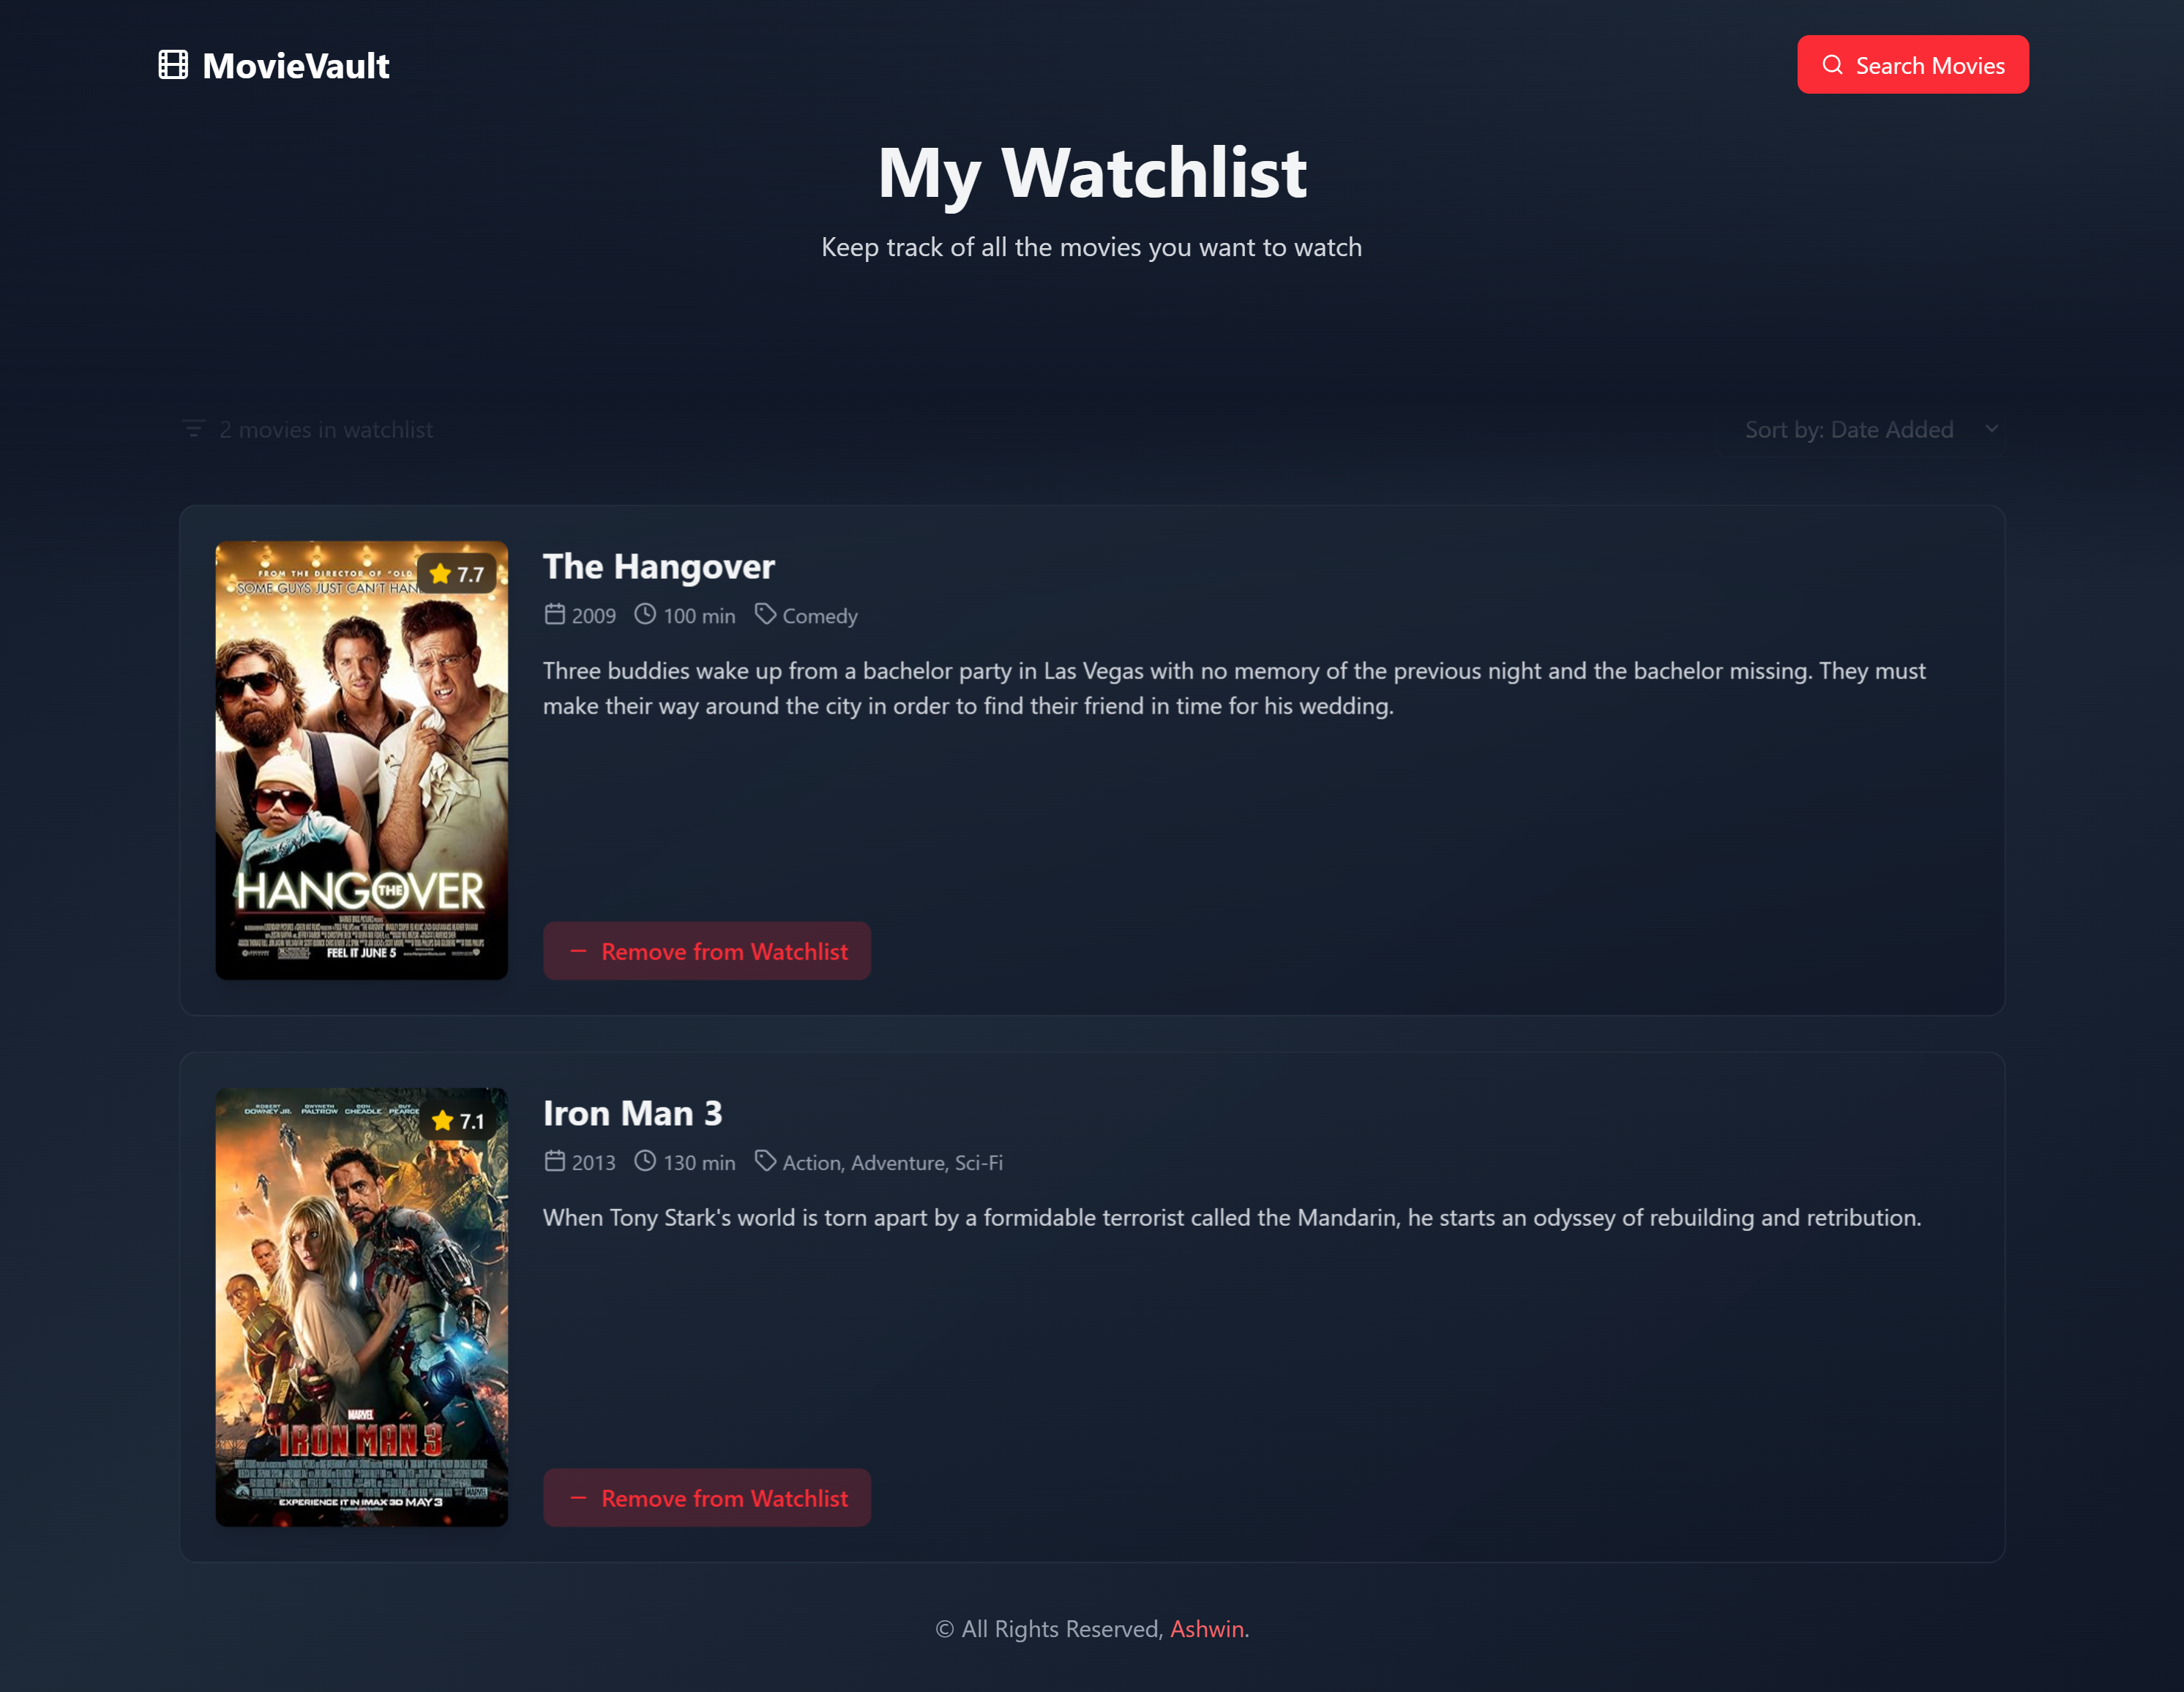 MovieVault
Search Movies
My Watchlist
Keep track of all the movies you want to watch
2 movies in watchlist
Sort by: Date Added
FROM THE DIRECTOR OF "OLD
SOME GUYS JUST CAN'T HAN
7.7
THE HANGOVER
FEEL IT JUNE 5
The Hangover
2009
100 min
Comedy
Three buddies wake up from a bachelor party in Las Vegas with no memory of the previous night and the bachelor missing. They must
make their way around the city in order to find their friend in time for his wedding.
Remove from Watchlist
ROBERT DOWNEY JR. GWYNETH PALTROW DON CHEADLE GUY PEARCE
7.1
MARVEL
IRON MAN 3
MARVEL
EXPERIENCE IT IN IMAX 3D MAY 3
Iron Man 3
2013
130 min
Action, Adventure, Sci-Fi
When Tony Stark's world is torn apart by a formidable terrorist called the Mandarin, he starts an odyssey of rebuilding and retribution.
Remove from Watchlist
© All Rights Reserved, Ashwin.